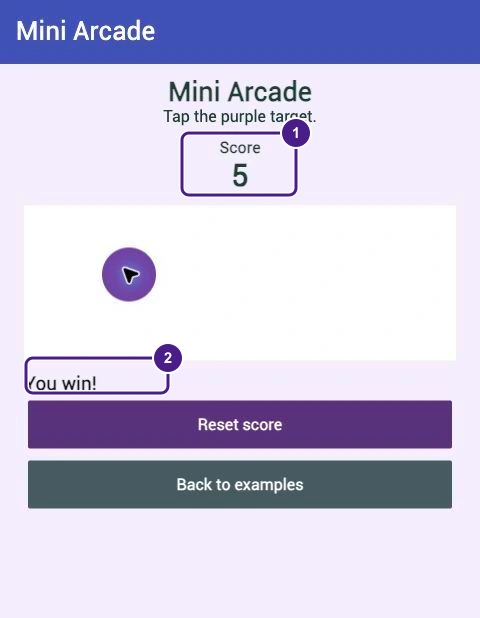 Mini Arcade
Mini Arcade
Tap the purple target.
1
Score
5
2
You win!
Reset score
Back to examples